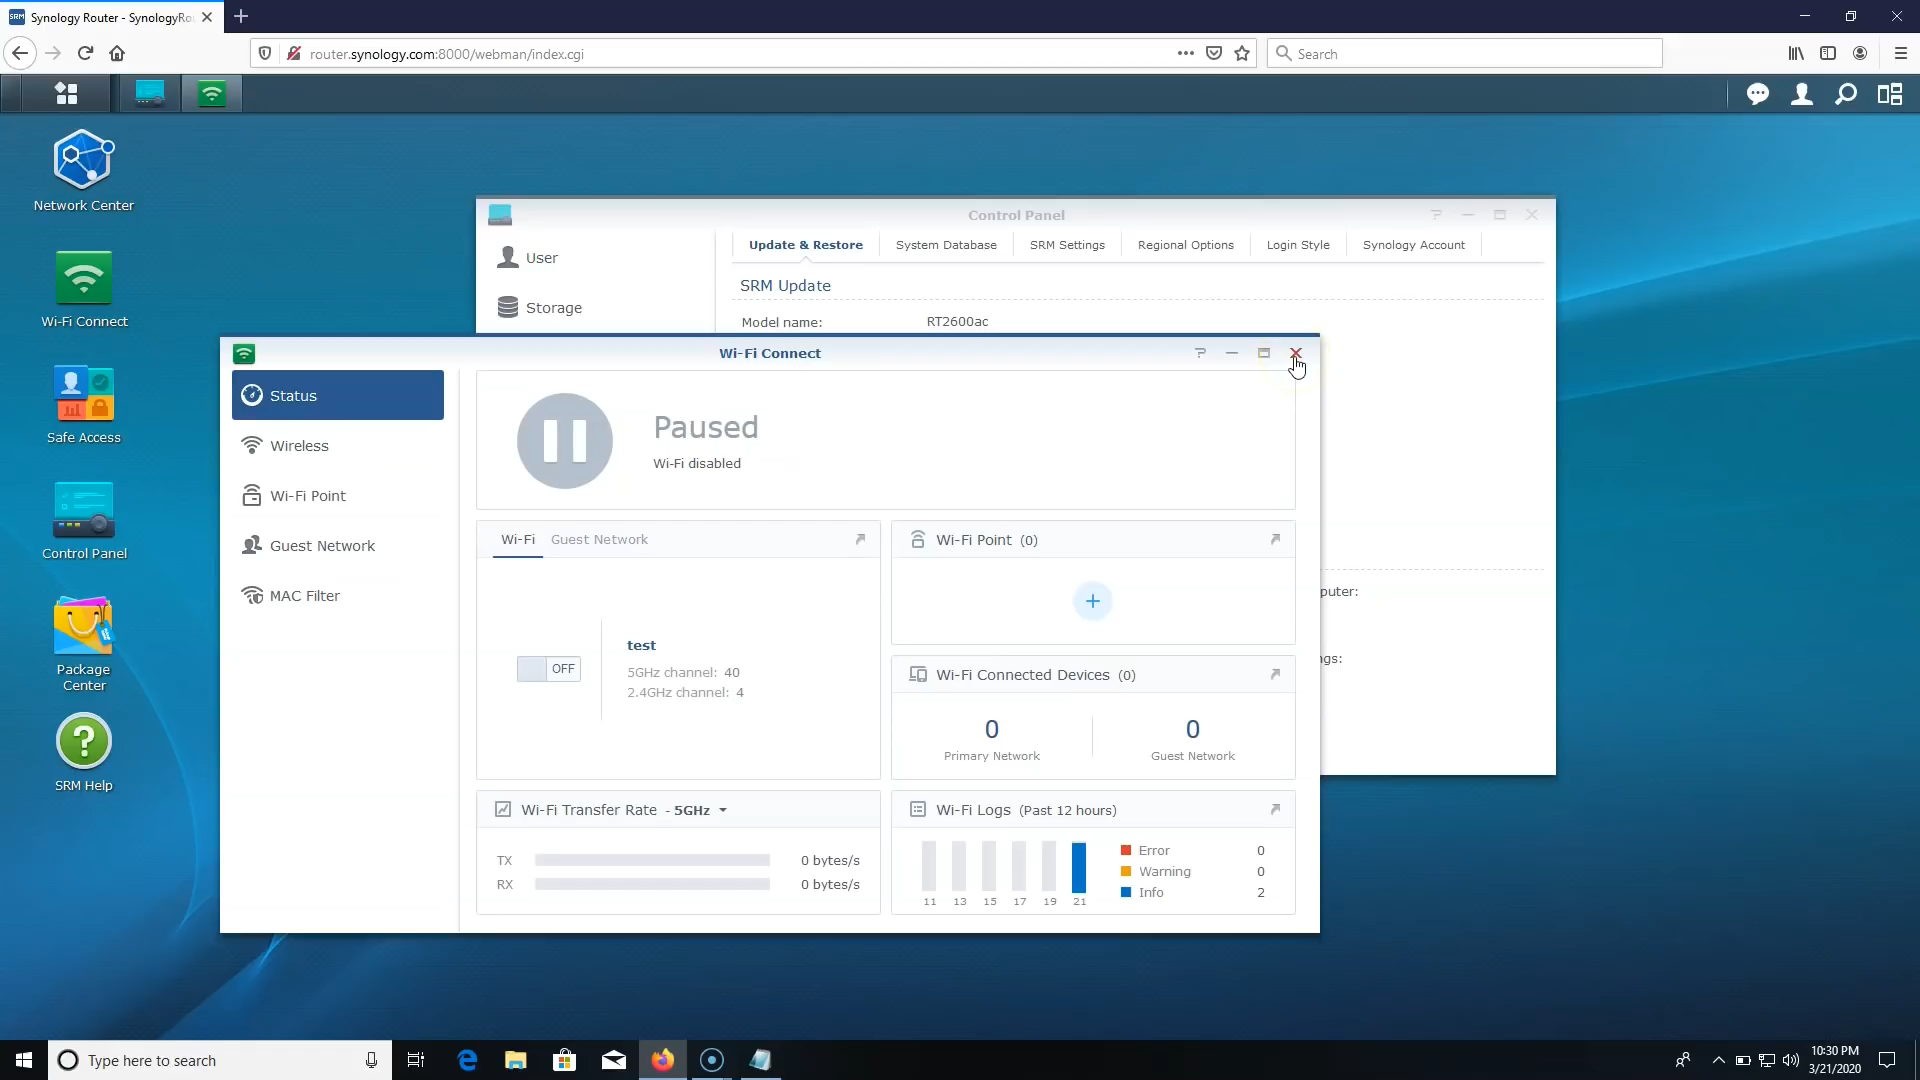 Synology Router - SynologyRo
router.synology.com:8000/webman/index.cgi
Search
Network Center
Wi-Fi Connect
Safe Access
Control Panel
Package
Center
SRM Help
Control Panel
User
Storage
Update & Restore
System Database
SRM Settings
Regional Options
Login Style
Synology Account
SRM Update
Model name:
RT2600ac
puter:
ngs:
Wi-Fi Connect
Status
Wireless
Wi-Fi Point
Guest Network
MAC Filter
Paused
Wi-Fi disabled
Wi-Fi
Guest Network
OFF
test
5GHz channel: 40
2.4GHz channel: 4
Wi-Fi Point (0)
Wi-Fi Connected Devices (0)
0
Primary Network
0
Guest Network
Wi-Fi Transfer Rate - 5GHz
TX
0 bytes/s
RX
0 bytes/s
Wi-Fi Logs (Past 12 hours)
11 13 15 17 19 21
Error 0
Warning 0
Info 2
Type here to search
10:30 PM
3/21/2020